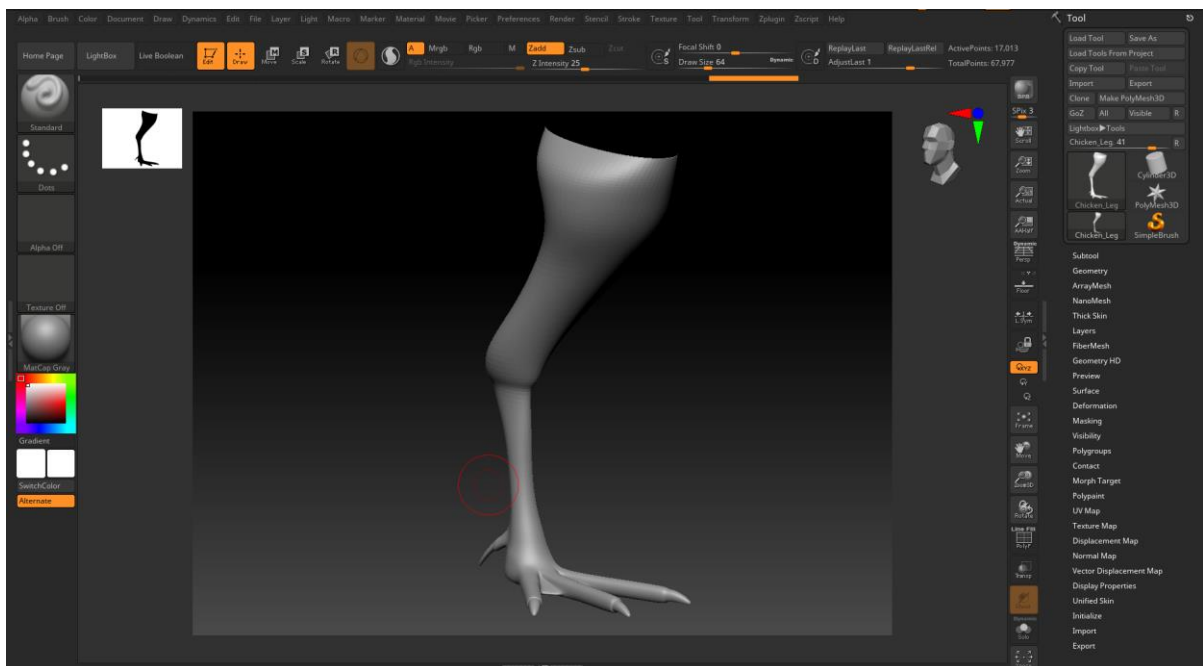 Alpha Brush Color Document Draw Dynamics Edit File Layer Light Macro Marker Material Movie Picker Preferences Render Stencil Stroke Texture Tool Transform Zplugin Zscript Help
Home Page LightBox Live Boolean Edit Draw Move Scale Rotate
A Mrgb Rgb M Zadd Zsub Zcut
Rgb Intensity Z Intensity 25
S Focal Shift 0
Draw Size 64 Dynamic
D ReplayLast ReplayLastRel ActivePoints: 17,013
AdjustLast 1 TotalPoints: 67,977
Standard
Dots
Alpha Off
Texture Off
MatCap Gray
Gradient
SwitchColor
Alternate
BPR
SPix 3
Scroll
Zoom
Actual
AAHalf
Dynamic
Persp
Floor
L.Sym
XYZ
Frame
Move
Zoom3D
Rotate
Line Fill
PolyF
Transp
Dynamic
Solo
Tool
Load Tool Save As
Load Tools From Project
Copy Tool Paste Tool
Import Export
Clone Make PolyMesh3D
GoZ All Visible R
Lightbox▶Tools
Chicken_Leg. 41 R
Chicken_Leg Cylinder3D
PolyMesh3D
Chicken_Leg SimpleBrush
Subtool
Geometry
ArrayMesh
NanoMesh
Thick Skin
Layers
FiberMesh
Geometry HD
Preview
Surface
Deformation
Masking
Visibility
Polygroups
Contact
Morph Target
Polypaint
UV Map
Texture Map
Displacement Map
Normal Map
Vector Displacement Map
Display Properties
Unified Skin
Initialize
Import
Export